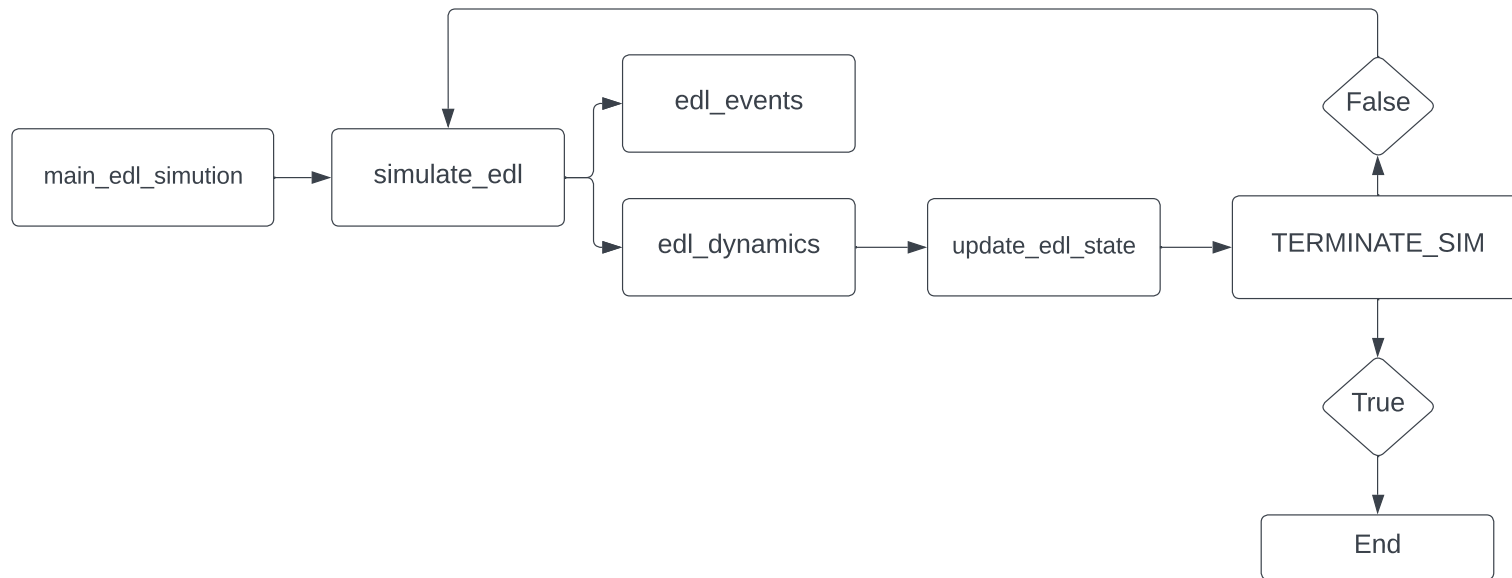 main_edl_simution
simulate_edl
edl_events
edl_dynamics
update_edl_state
TERMINATE_SIM
False
True
End